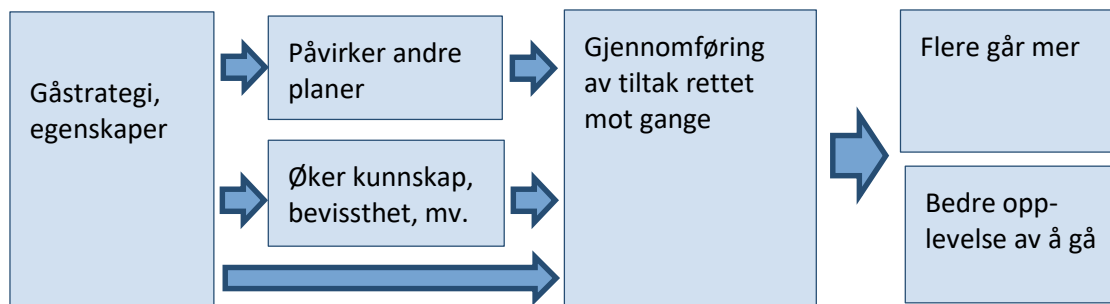 Gåstrategi,
egenskaper
Påvirker andre
planer
Øker kunnskap,
bevissthet, mv.
Gjennomføring
av tiltak rettet
mot gange
Flere går mer
Bedre opp-
levelse av å gå